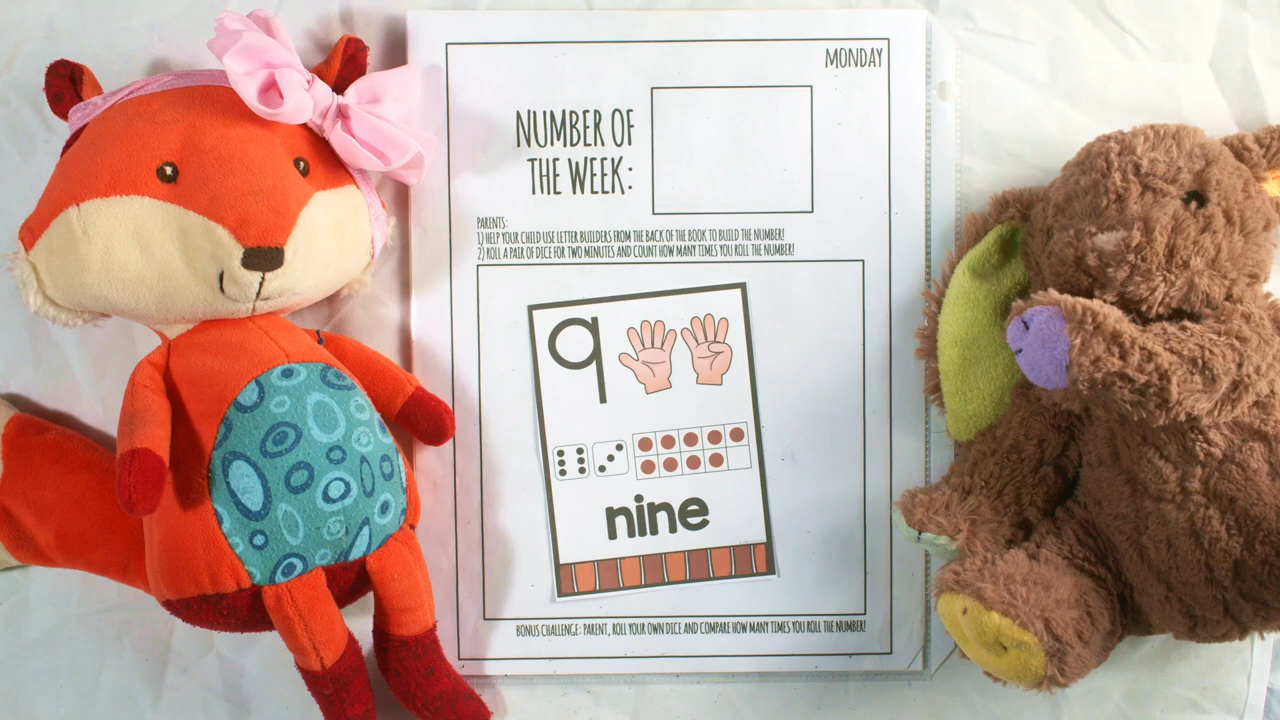 MONDAY
NUMBER OF
THE WEEK:
PARENTS:
1) HELP YOUR CHILD USE LETTER BUILDERS FROM THE BACK OF THE BOOK TO BUILD THE NUMBER!
2) ROLL A PAIR OF DICE FOR TWO MINUTES AND COUNT HOW MANY TIMES YOU ROLL THE NUMBER!
9
nine
BONUS CHALLENGE: PARENT, ROLL YOUR OWN DICE AND COMPARE HOW MANY TIMES YOU ROLL THE NUMBER!